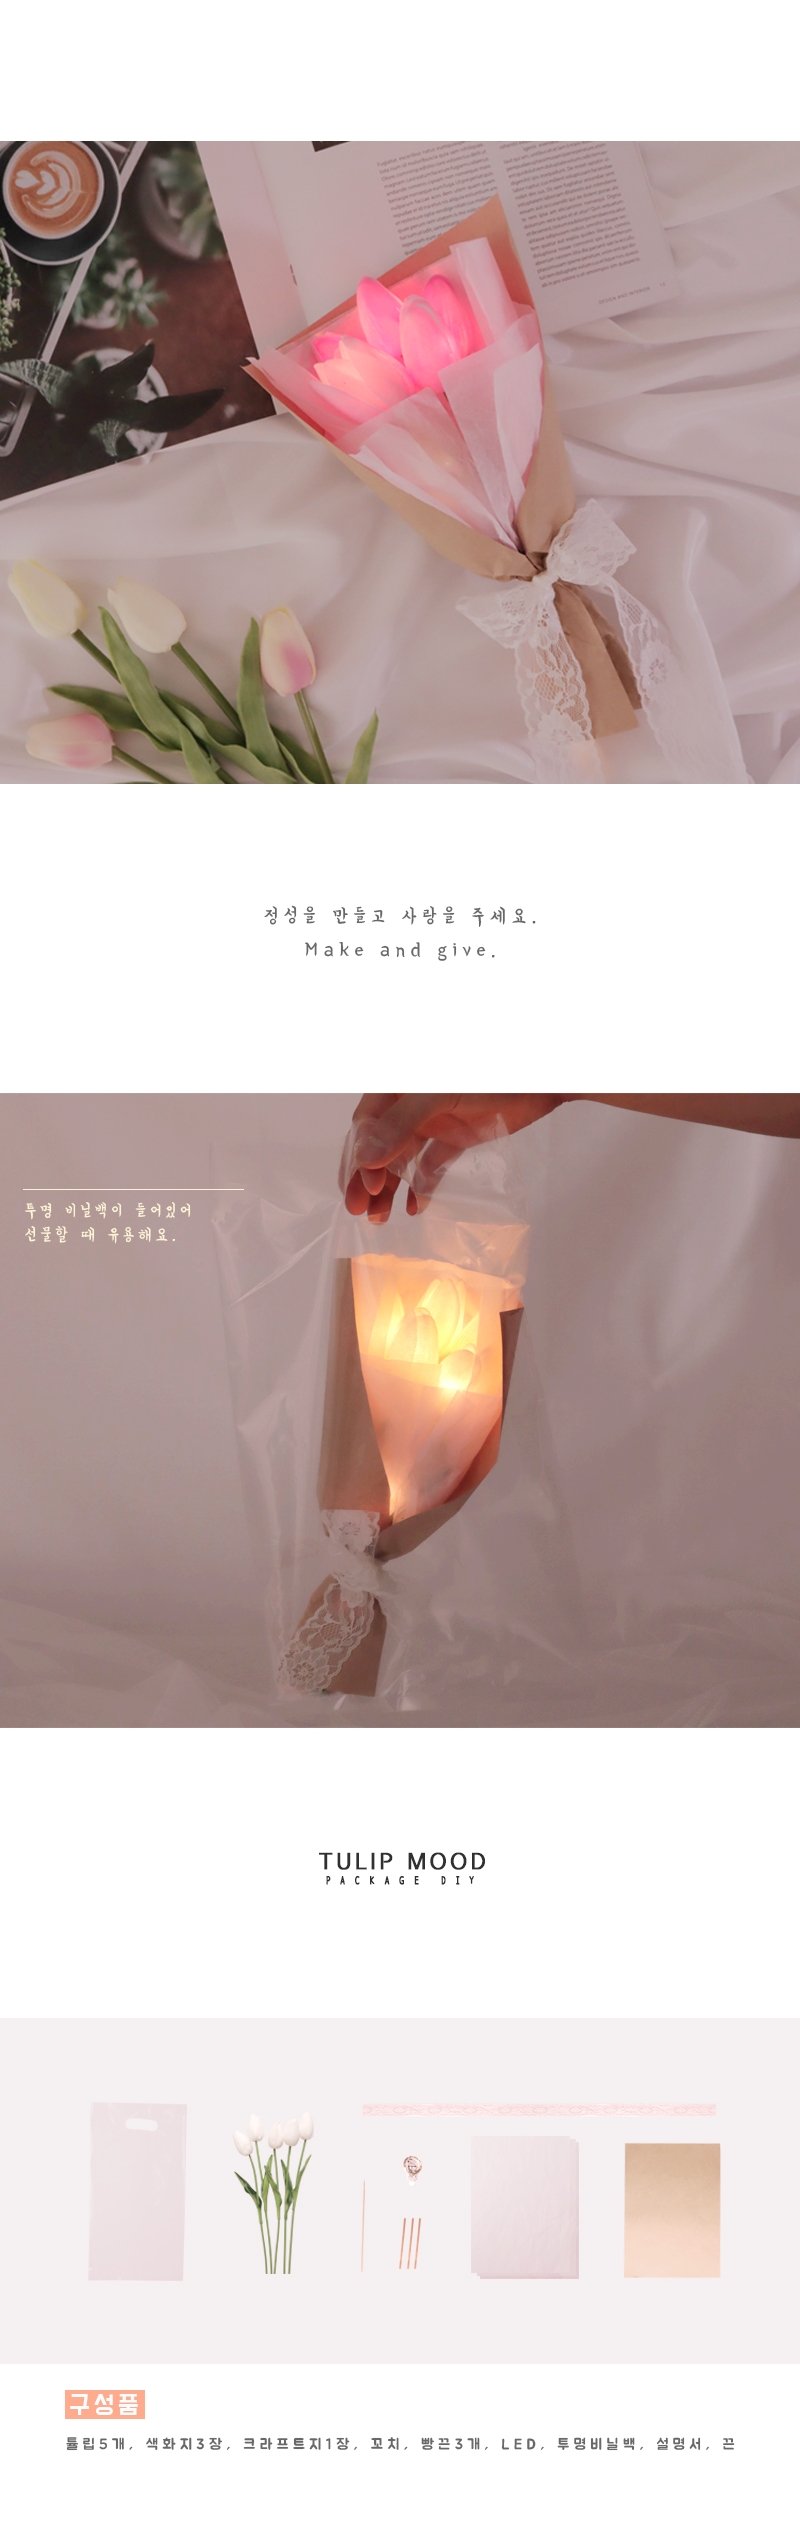 DESIGN AND INTERIOR
정성을 만들고 사랑을 주세요.
Make and give.
투명 비닐백이 들어있어
선물할 때 유용해요.
TULIP MOOD
PACKAGE DIY
구성품
튤립5개, 색화지3장, 크라프트지1장, 꼬치, 빵끈3개, LED, 투명비닐백, 설명서, 끈